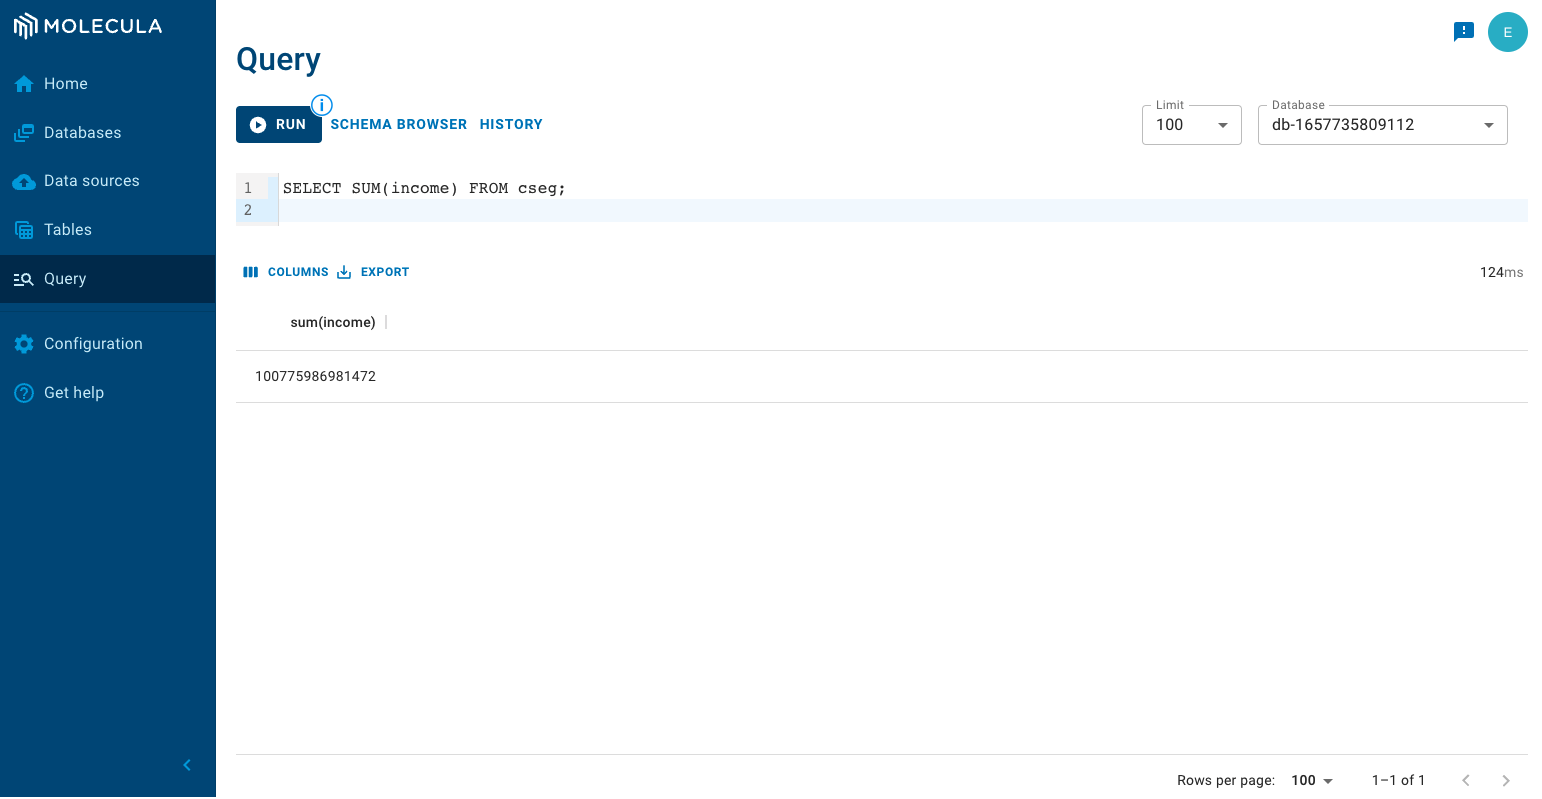 MOLECULA
Home
Databases
Data sources
Tables
Query
Configuration
Get help
E
Query
RUN
i
SCHEMA BROWSER
HISTORY
Limit
100
Database
db-1657735809112
1 SELECT SUM(income) FROM cseg;
2
COLUMNS
EXPORT
124ms
sum(income)
100775986981472
Rows per page: 100 1–1 of 1